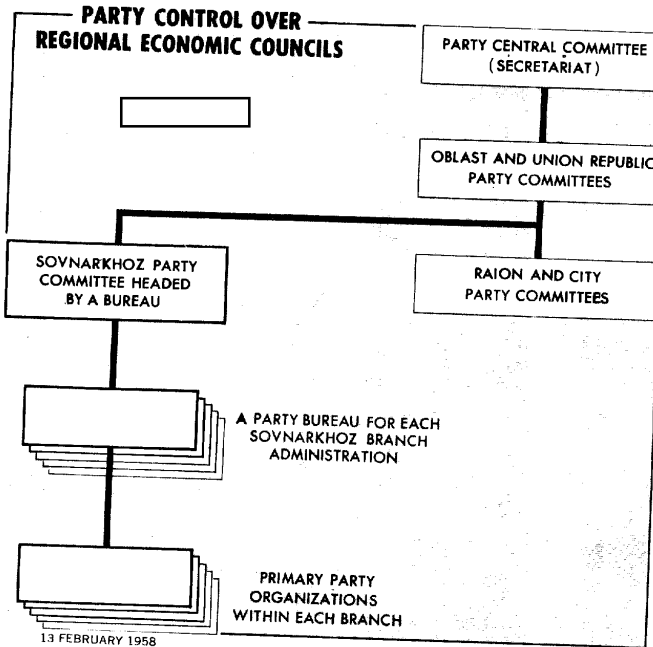 PARTY CONTROL OVER
REGIONAL ECONOMIC COUNCILS
PARTY CENTRAL COMMITTEE
(SECRETARIAT)
OBLAST AND UNION REPUBLIC
PARTY COMMITTEES
SOVNARKHOZ PARTY
COMMITTEE HEADED
BY A BUREAU
RAION AND CITY
PARTY COMMITTEES
A PARTY BUREAU FOR EACH
SOVNARKHOZ BRANCH
ADMINISTRATION
PRIMARY PARTY
ORGANIZATIONS
WITHIN EACH BRANCH
13 FEBRUARY 1958